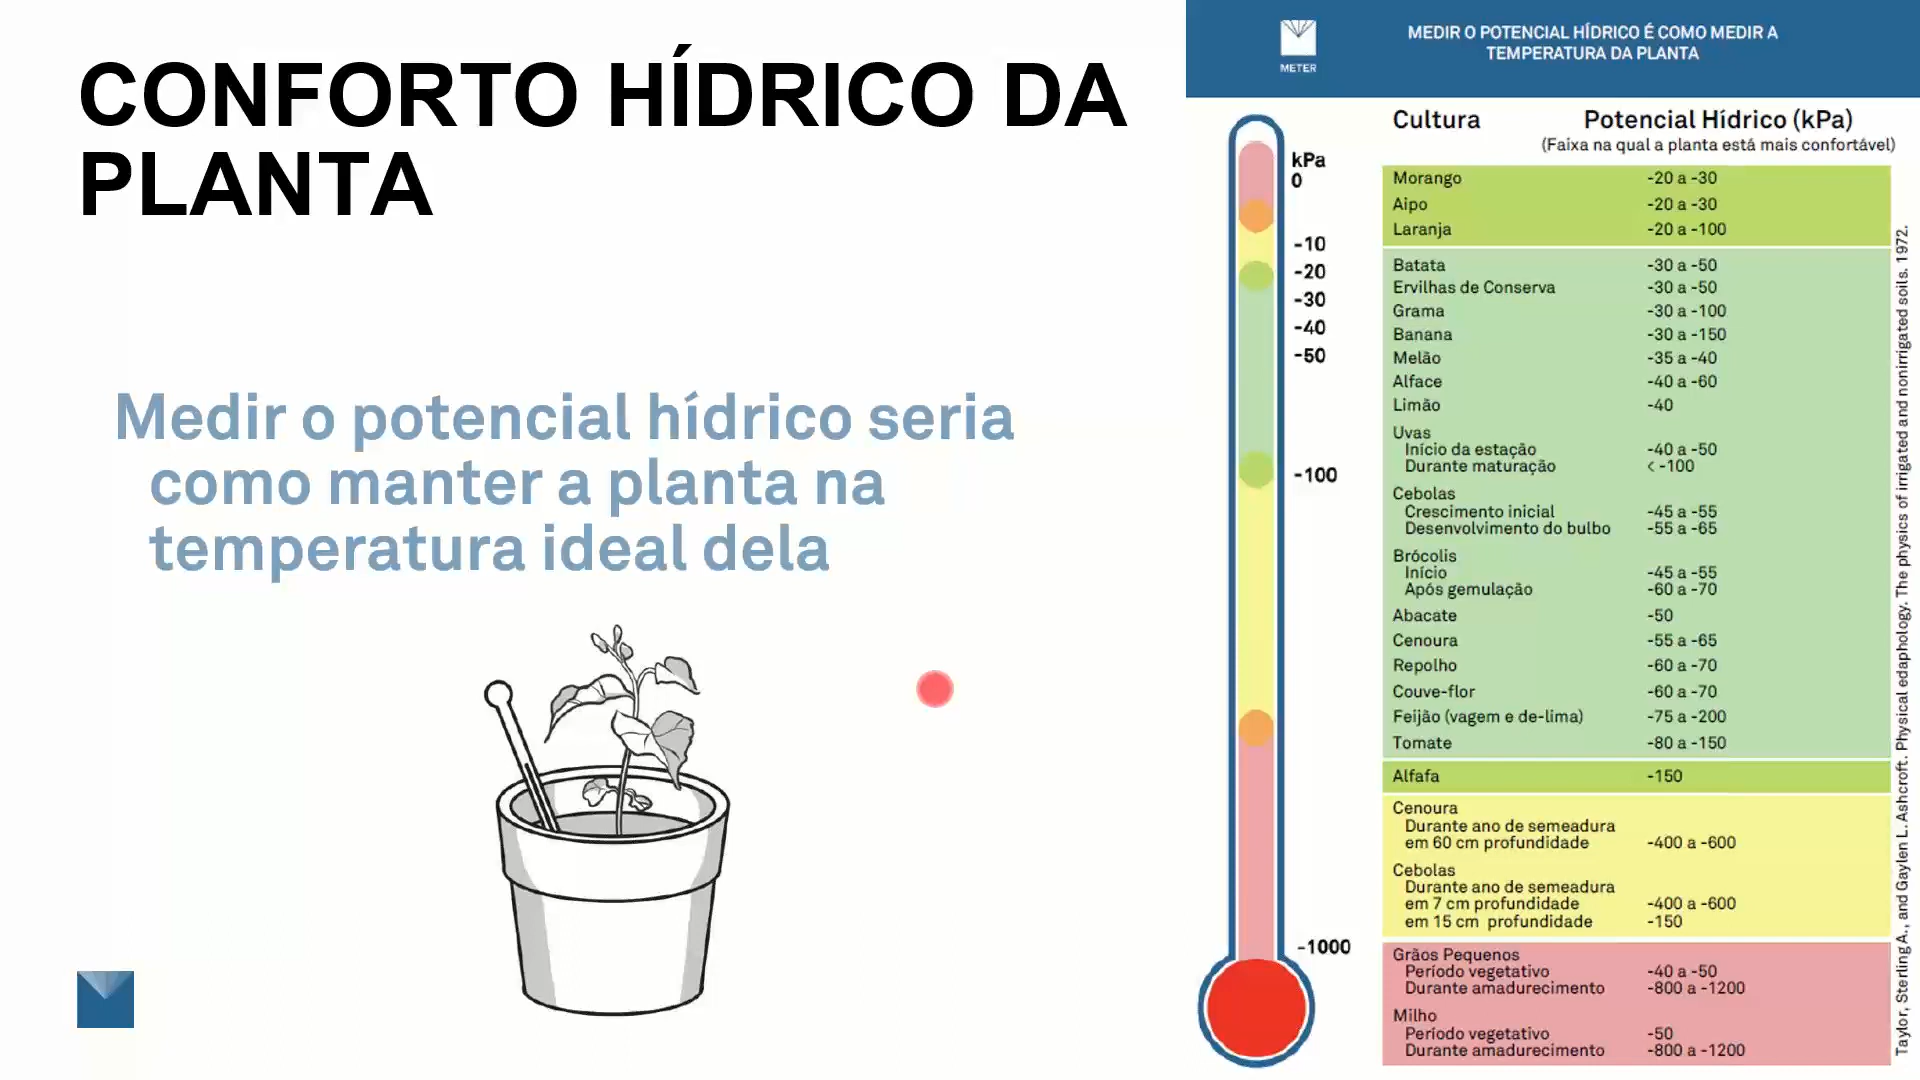 CONFORTO HÍDRICO DA
PLANTA
Medir o potencial hídrico seria
como manter a planta na
temperatura ideal dela
METER
MEDIR O POTENCIAL HÍDRICO É COMO MEDIR A
TEMPERATURA DA PLANTA
kPa
0
-10
-20
-30
-40
-50
-100
-1000
Cultura Potencial Hídrico (kPa)
(Faixa na qual a planta está mais confortável)
Morango -20 a -30
Aipo -20 a -30
Laranja -20 a -100
Batata -30 a -50
Ervilhas de Conserva -30 a -50
Grama -30 a -100
Banana -30 a -150
Melão -35 a -40
Alface -40 a -60
Limão -40
Uvas
Início da estação -40 a -50
Durante maturação < -100
Cebolas
Crescimento inicial -45 a -55
Desenvolvimento do bulbo -55 a -65
Brócolis
Início -45 a -55
Após gemulação -60 a -70
Abacate -50
Cenoura -55 a -65
Repolho -60 a -70
Couve-flor -60 a -70
Feijão (vagem e de-lima) -75 a -200
Tomate -80 a -150
Alfafa -150
Cenoura
Durante ano de semeadura
em 60 cm profundidade -400 a -600
Cebolas
Durante ano de semeadura
em 7 cm profundidade -400 a -600
em 15 cm profundidade -150
Grãos Pequenos
Período vegetativo -40 a -50
Durante amadurecimento -800 a -1200
Milho
Período vegetativo -50
Durante amadurecimento -800 a -1200
Taylor, Sterling A., and Gaylen L. Ashcroft. Physical edaphology. The physics of irrigated and nonirrigated soils. 1972.